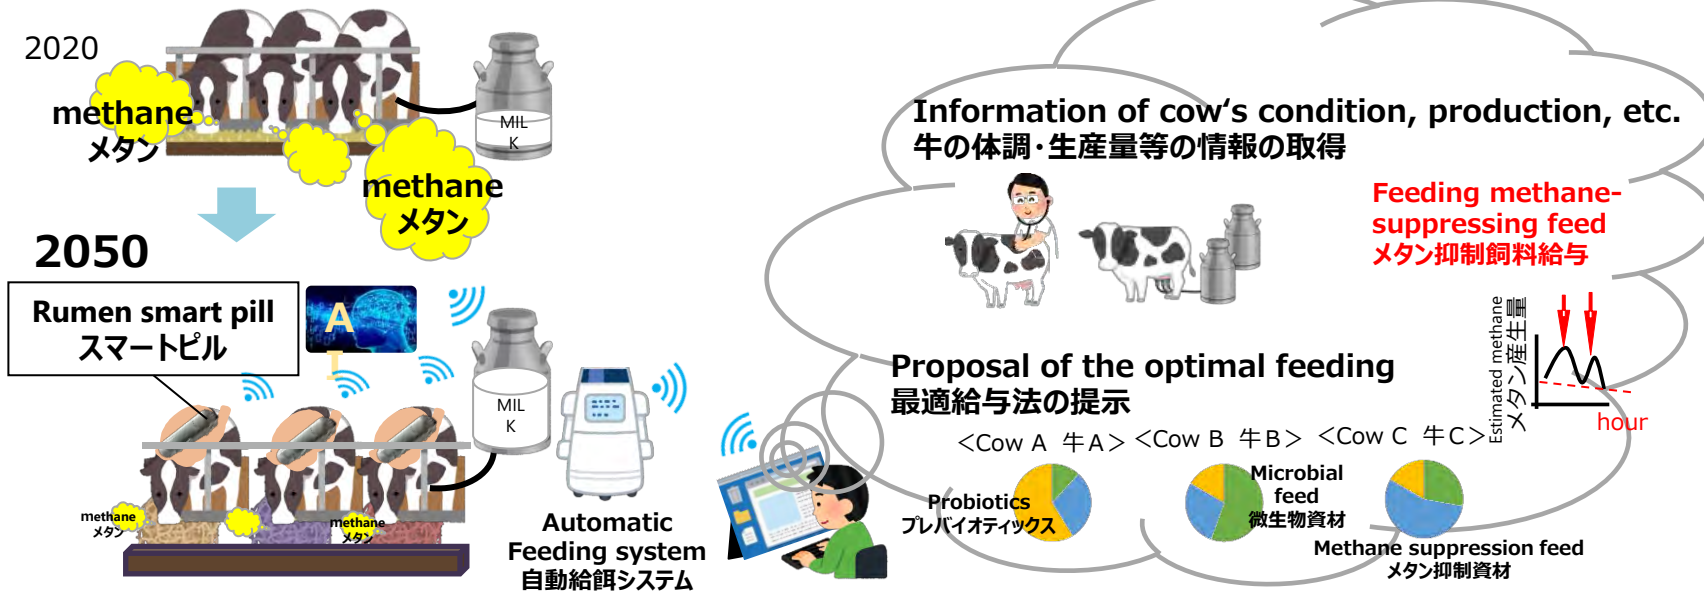 2020
methane
メタン
MIL
K
methane
メタン
2050
Rumen smart pill
スマートピル
A
I
MIL
K
methane
メタン
methane
メタン
Automatic
Feeding system
自動給餌システム
Information of cow‘s condition, production, etc.
牛の体調・生産量等の情報の取得
Feeding methane-
suppressing feed
メタン抑制飼料給与
Estimated methane
メタン産生量
hour
Proposal of the optimal feeding
最適給与法の提示
<Cow A 牛A>
<Cow B 牛B>
<Cow C 牛C>
Probiotics
プレバイオティックス
Microbial
feed
微生物資材
Methane suppression feed
メタン抑制資材